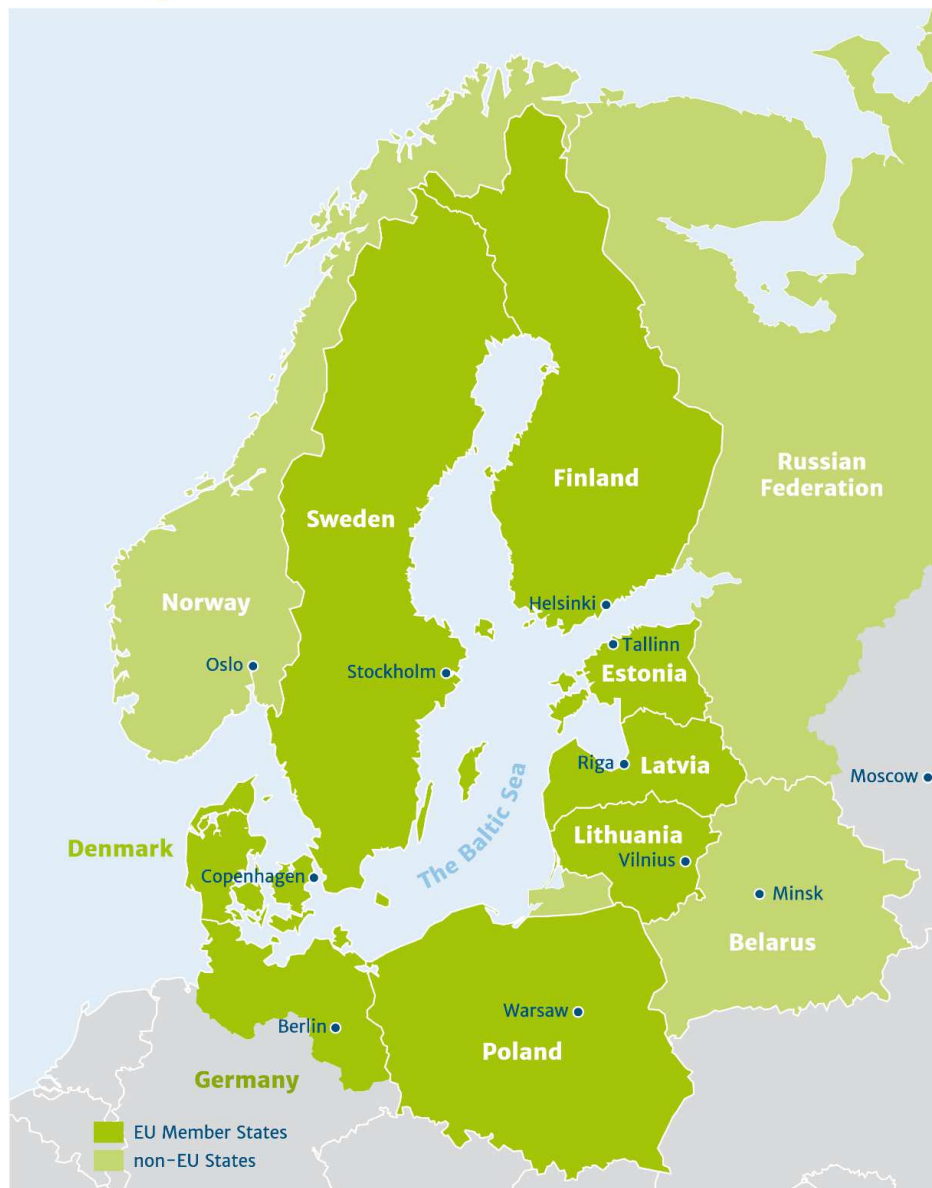 Finland
Russian
Federation
Sweden
Norway
Helsinki
Tallinn
Oslo
Stockholm
Estonia
Riga
Latvia
Moscow
The Baltic Sea
Denmark
Lithuania
Vilnius
Copenhagen
Minsk
Belarus
Warsaw
Berlin
Poland
Germany
EU Member States
non-EU States